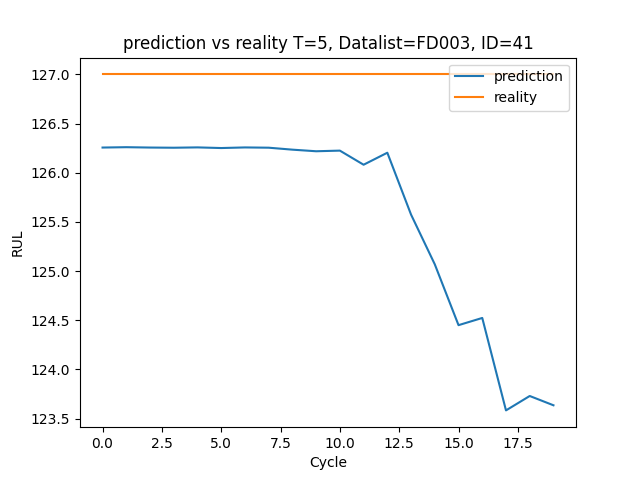 prediction vs reality T=5, Datalist=FD003, ID=41
127.0
126.5
126.0
125.5
125.0
124.5
124.0
123.5
RUL
prediction
reality
0.0 2.5 5.0 7.5 10.0 12.5 15.0 17.5
Cycle